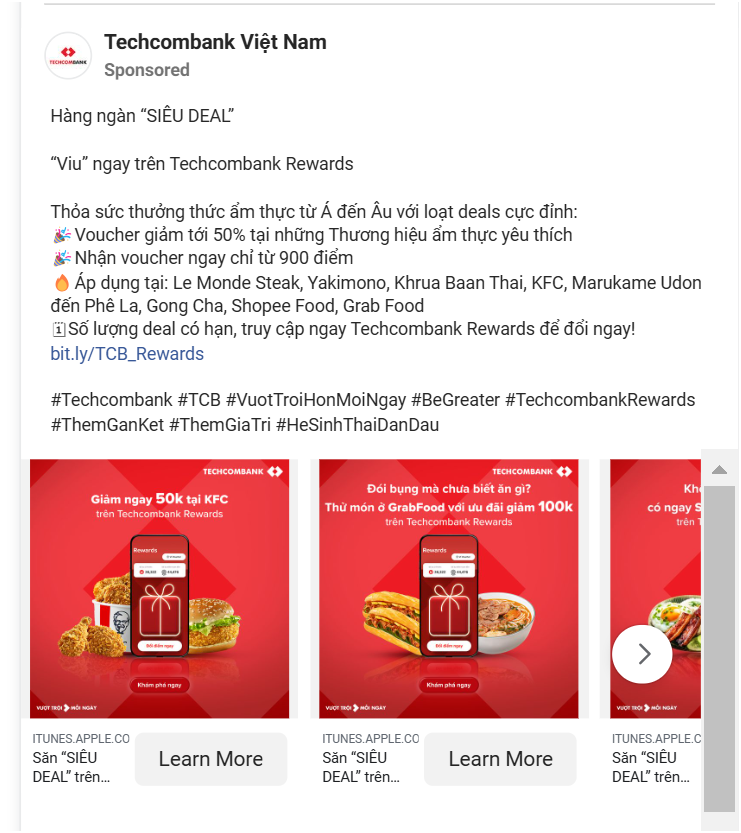 Techcombank Việt Nam
TECHCOMBANK
Sponsored
Hàng ngàn “SIÊU DEAL”
“Viu” ngay trên Techcombank Rewards
Thỏa sức thưởng thức ẩm thực từ Á đến Âu với loạt deals cực đỉnh:
🎉Voucher giảm tới 50% tại những Thương hiệu ẩm thực yêu thích
🎉Nhận voucher ngay chỉ từ 900 điểm
🔥 Áp dụng tại: Le Monde Steak, Yakimono, Khrua Baan Thai, KFC, Marukame Udon
đến Phê La, Gong Cha, Shopee Food, Grab Food
🗓Số lượng deal có hạn, truy cập ngay Techcombank Rewards để đổi ngay!
bit.ly/TCB_Rewards
#Techcombank #TCB #VuotTroiHonMoiNgay #BeGreater #TechcombankRewards
#ThemGanKet #ThemGiaTri #HeSinhThaiDanDau
TECHCOMBANK
Giảm ngay 50k tại KFC
trên Techcombank Rewards
Rewards
KFC
Đổi điểm ngay
Khám phá ngay
VƯỢT TRỘI MỖI NGÀY
ITUNES.APPLE.CO
Săn “SIÊU
DEAL” trên...
Learn More
TECHCOMBANK
Đói bụng mà chưa biết ăn gì?
Thử món ở GrabFood với ưu đãi giảm 100k
trên Techcombank Rewards
Rewards
Đổi điểm ngay
Khám phá ngay
VƯỢT TRỘI MỖI NGÀY
ITUNES.APPLE.CO
Săn “SIÊU
DEAL” trên...
Learn More
có ngay
VƯỢT TRỘI MỖI NGÀY
ITUNES.APPLE.C
Săn “SIÊU
DEAL” trên...